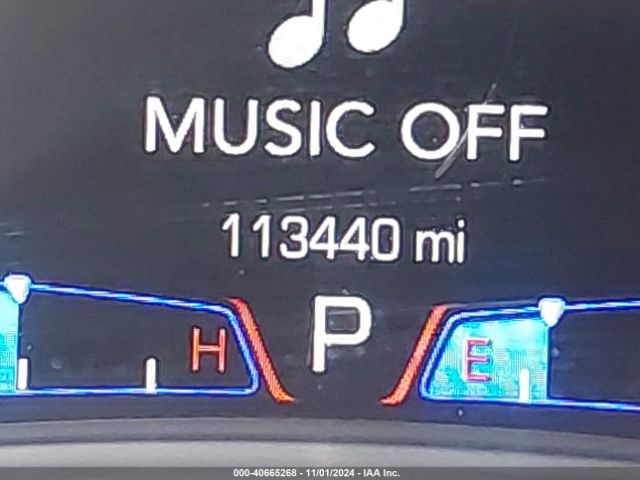 MUSIC OFF
113440 mi
H P E
000-40665268 - 11/01/2024 - IAA Inc.